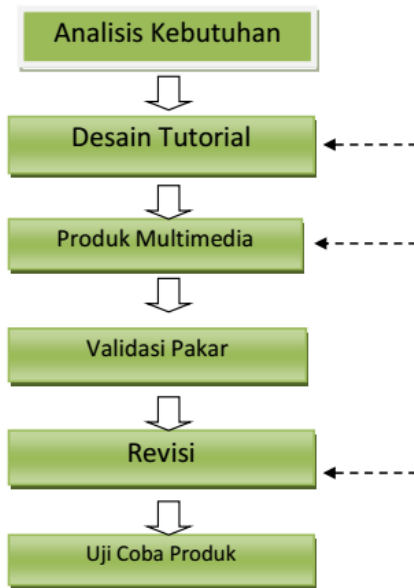 Analisis Kebutuhan
Desain Tutorial
Produk Multimedia
Validasi Pakar
Revisi
Uji Coba Produk